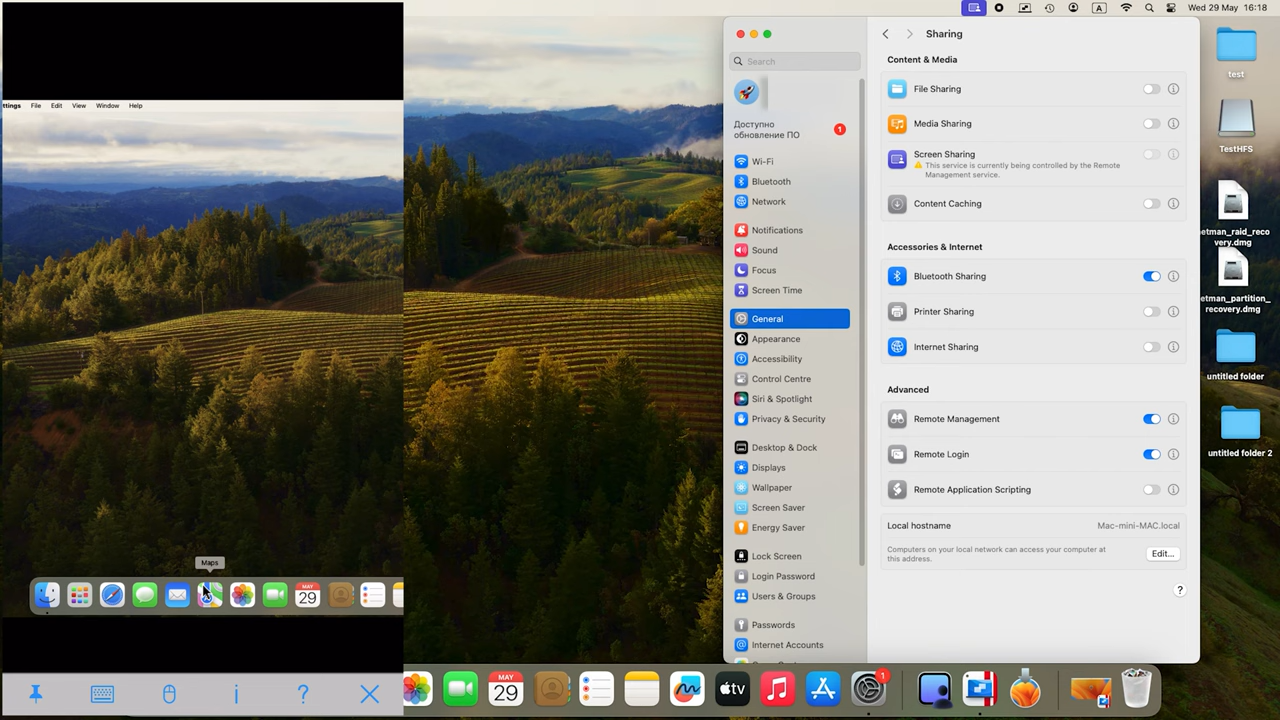 Wed 29 May 16:18
ttings File Edit View Window Help
Maps
MAY
29
i ? 
MAY
29
1
Search
Доступно
обновление ПО
1
Wi-Fi
Bluetooth
Network
Notifications
Sound
Focus
Screen Time
General
Appearance
Accessibility
Control Centre
Siri & Spotlight
Privacy & Security
Desktop & Dock
Displays
Wallpaper
Screen Saver
Energy Saver
Lock Screen
Login Password
Users & Groups
Passwords
Internet Accounts
Sharing
Content & Media
File Sharing
Media Sharing
Screen Sharing
This service is currently being controlled by the Remote
Management service.
Content Caching
Accessories & Internet
Bluetooth Sharing
Printer Sharing
Internet Sharing
Advanced
Remote Management
Remote Login
Remote Application Scripting
Local hostname Mac-mini-MAC.local
Computers on your local network can access your computer at
this address.
Edit...
?
test
TestHFS
etman_raid_reco
very.dmg
etman_partition_
recovery.dmg
untitled folder
untitled folder 2
tv